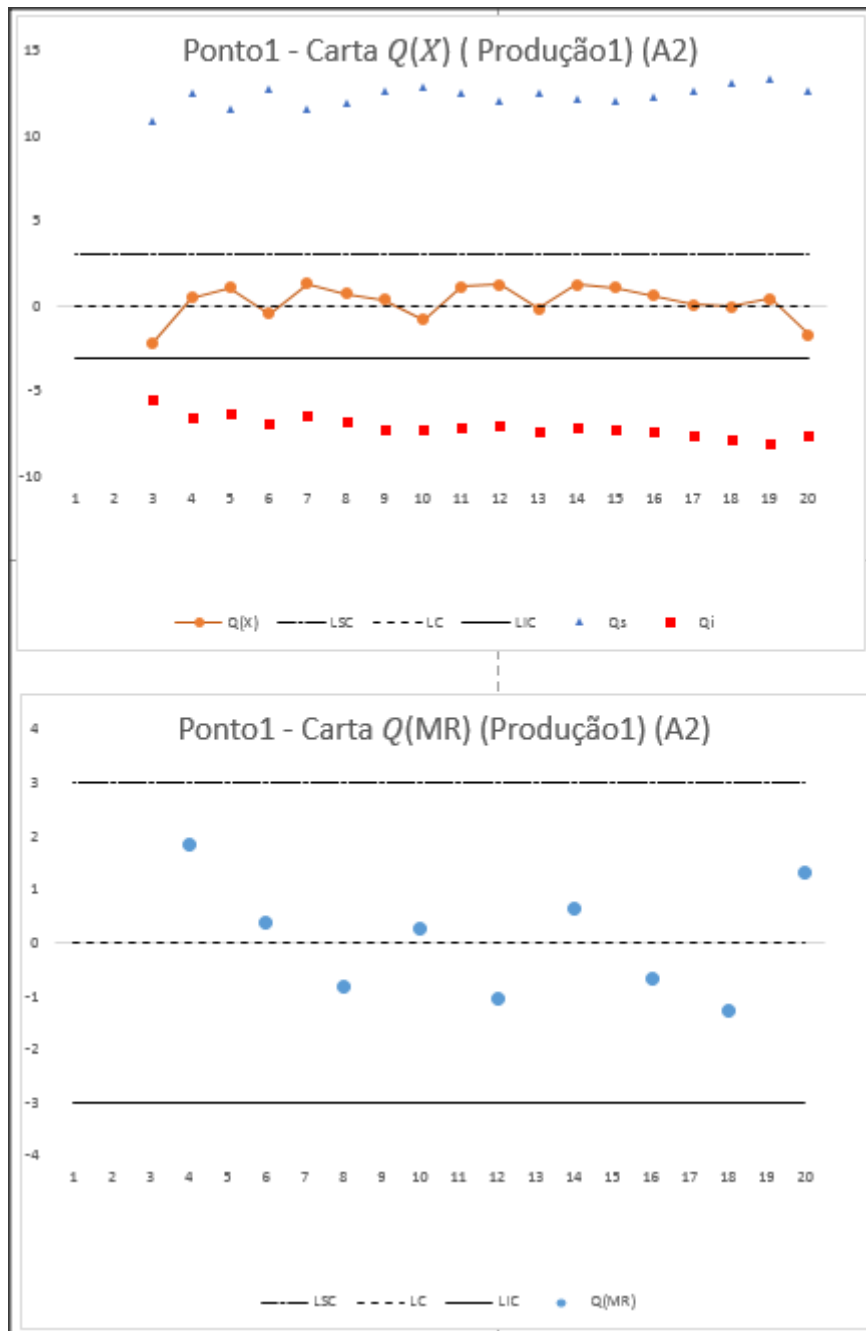 Ponto1 - Carta Q(X) ( Produção1) (A2)
15
10
5
0
-5
-10
1 2 3 4 5 6 7 8 9 10 11 12 13 14 15 16 17 18 19 20
Q(X) LSC LC LIC Qs Qi
Ponto1 - Carta Q(MR) (Produção1) (A2)
4
3
2
1
0
-1
-2
-3
-4
1 2 3 4 5 6 7 8 9 10 11 12 13 14 15 16 17 18 19 20
LSC LC LIC Q(MR)